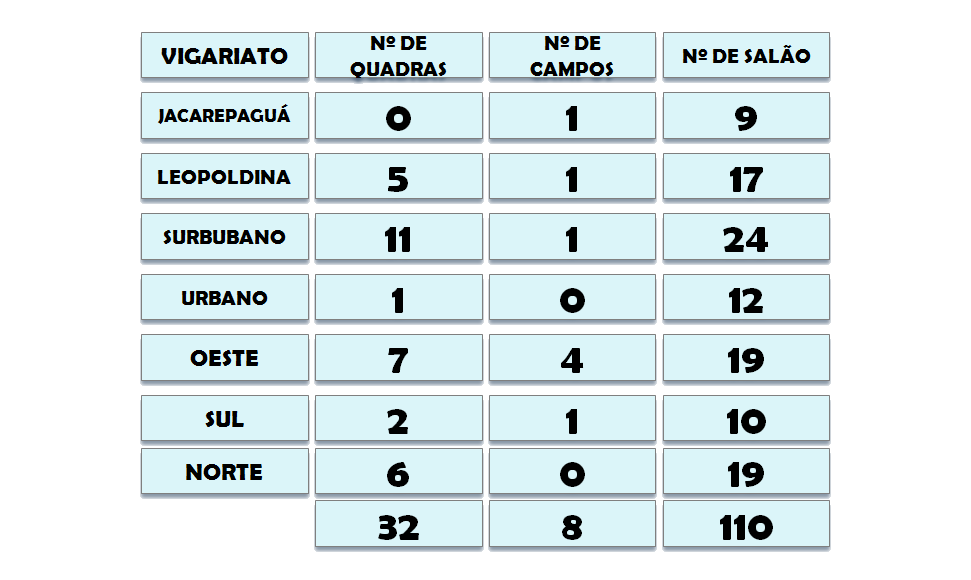 VIGARIATO Nº DE QUADRAS Nº DE CAMPOS Nº DE SALÃO
JACAREPAGUÁ 0 1 9
LEOPOLDINA 5 1 17
SURBUBANO 11 1 24
URBANO 1 0 12
OESTE 7 4 19
SUL 2 1 10
NORTE 6 0 19
32 8 110